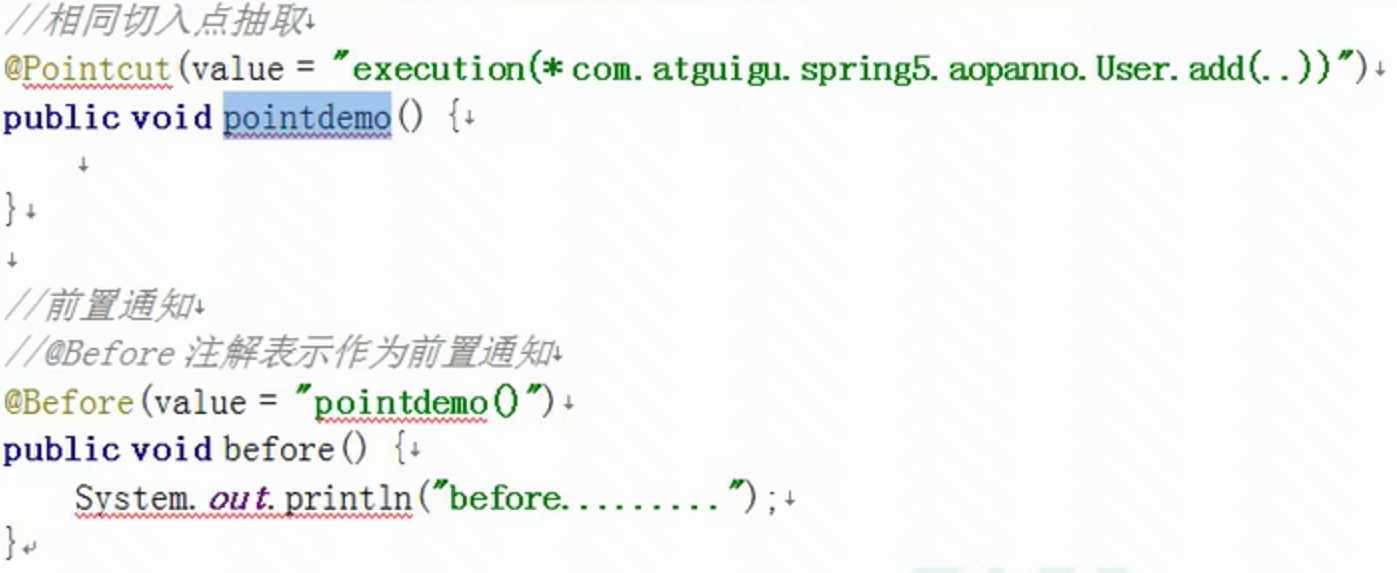 //相同切入点抽取↓
@Pointcut(value = "execution(* com.atguigu.spring5.aopanno.User.add(..))")↓
public void pointdemo() {↓
↓
}↓
↓
//前置通知↓
//@Before 注解表示作为前置通知↓
@Before(value = "pointdemo()")↓
public void before() {↓
System.out.println("before.........");↓
}↵